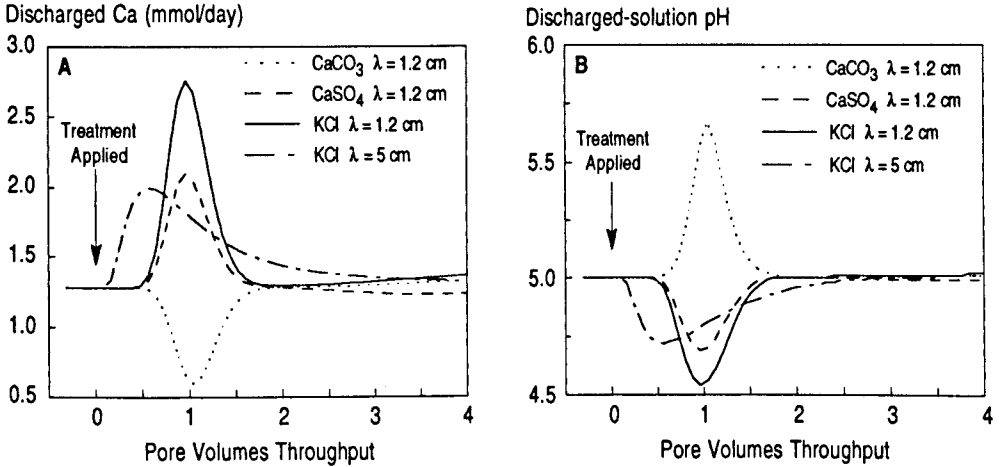 Discharged Ca (mmol/day)
3.0
2.5
2.0
1.5
1.0
0.5
A
CaCO₃ λ = 1.2 cm
CaSO₄ λ = 1.2 cm
KCl λ = 1.2 cm
KCl λ = 5 cm
Treatment
Applied
0 1 2 3 4
Pore Volumes Throughput
Discharged-solution pH
6.0
5.5
5.0
4.5
B
CaCO₃ λ = 1.2 cm
CaSO₄ λ = 1.2 cm
KCl λ = 1.2 cm
KCl λ = 5 cm
Treatment
Applied
0 1 2 3 4
Pore Volumes Throughput